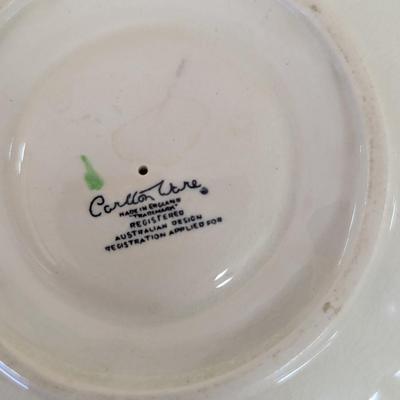 Carlton Ware
MADE IN ENGLAND
"TRADEMARK"
REGISTERED
AUSTRALIAN DESIGN
REGISTRATION APPLIED FOR